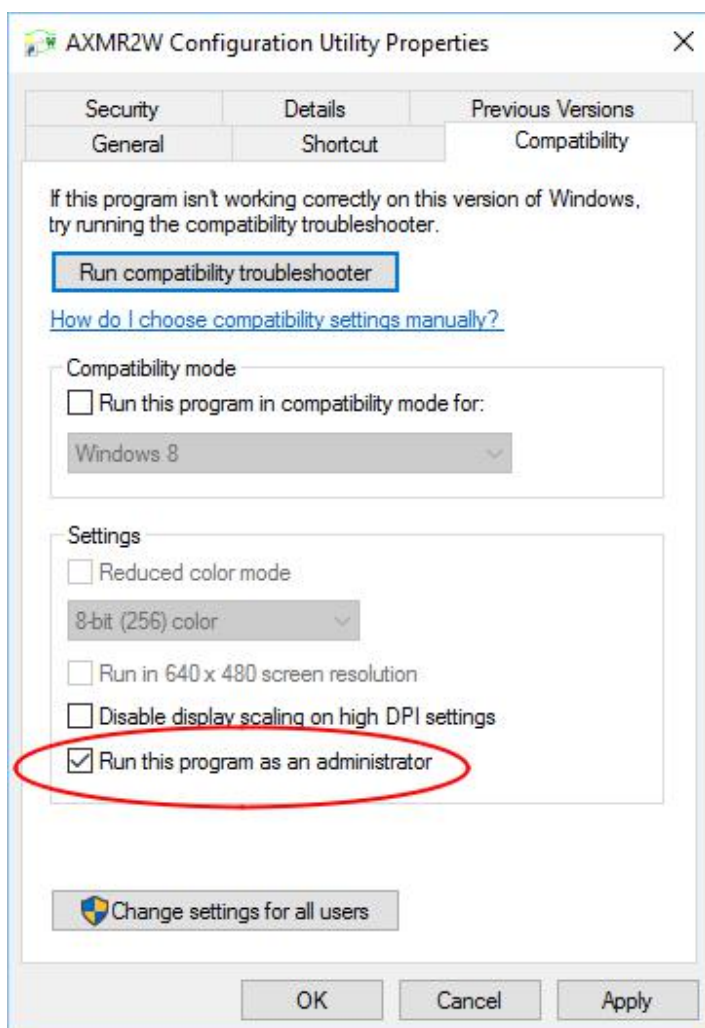 AXMR2W Configuration Utility Properties
Security Details Previous Versions
General Shortcut Compatibility
If this program isn't working correctly on this version of Windows,
try running the compatibility troubleshooter.
Run compatibility troubleshooter
How do I choose compatibility settings manually?
Compatibility mode
Run this program in compatibility mode for:
Windows 8
Settings
Reduced color mode
8-bit (256) color
Run in 640 x 480 screen resolution
Disable display scaling on high DPI settings
Run this program as an administrator
Change settings for all users
OK Cancel Apply